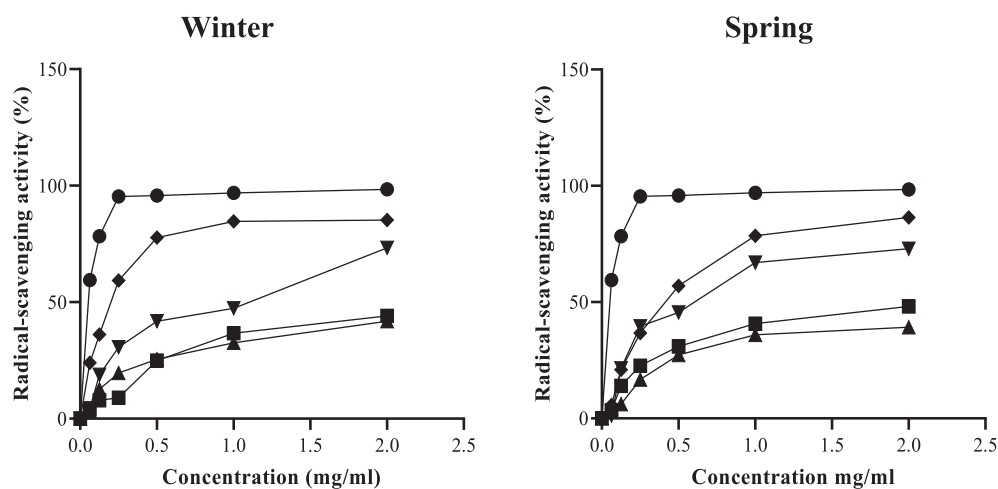 Winter
Radical-scavenging activity (%)
150
100
50
0
0.0 0.5 1.0 1.5 2.0 2.5
Concentration (mg/ml)
Spring
Radical-scavenging activity (%)
150
100
50
0
0.0 0.5 1.0 1.5 2.0 2.5
Concentration mg/ml